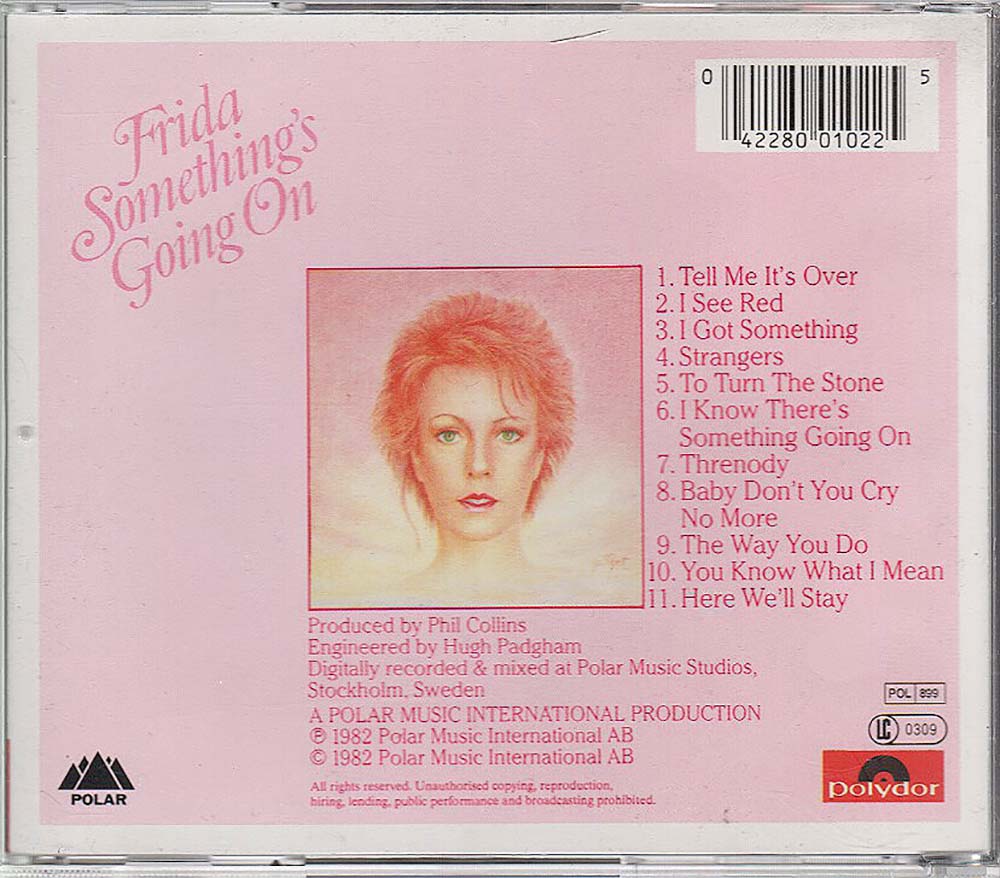 Frida
Something's
Going On
0 42280 01022 5
1. Tell Me It's Over
2. I See Red
3. I Got Something
4. Strangers
5. To Turn The Stone
6. I Know There's
Something Going On
7. Threnody
8. Baby Don't You Cry
No More
9. The Way You Do
10. You Know What I Mean
11. Here We'll Stay
Produced by Phil Collins
Engineered by Hugh Padgham
Digitally recorded & mixed at Polar Music Studios,
Stockholm, Sweden
A POLAR MUSIC INTERNATIONAL PRODUCTION
℗ 1982 Polar Music International AB
© 1982 Polar Music International AB
All rights reserved. Unauthorised copying, reproduction,
hiring, lending, public performance and broadcasting prohibited.
POLAR
POL 899
LC 0309
polydor